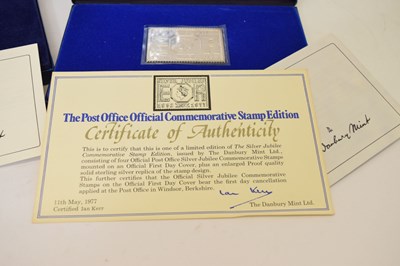 The Post Office Official Commemorative Stamp Edition
Certificate of Authenticity
This is to certify that this is one of a limited edition of The Silver Jubilee
Commemorative Stamp Edition, issued by The Danbury Mint Ltd.,
consisting of four Official Post Office Silver Jubilee Commemorative Stamps
mounted on an Official First Day Cover, plus an enlarged Proof quality
solid sterling silver replica of the stamp design.
This further certifies that the Official Silver Jubilee Commemorative
Stamps on the Official First Day Cover bear the first day cancellation
applied at the Post Office in Windsor, Berkshire.
Ian Kerr
11th May, 1977
Certified Ian Kerr
The Danbury Mint Ltd.
Danbury Mint